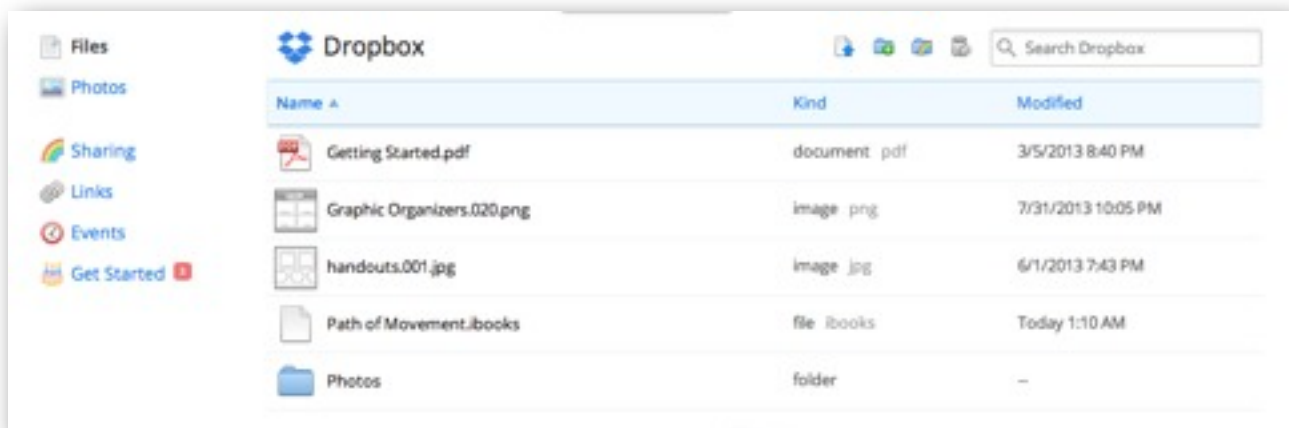 Files
Photos
Sharing
Links
Events
Get Started
Dropbox
Search Dropbox
Name Kind Modified
Getting Started.pdf document pdf 3/5/2013 8:40 PM
Graphic Organizers.020.png image png 7/31/2013 10:05 PM
handouts.001.jpg image jpg 6/1/2013 7:43 PM
Path of Movement.ibooks file ibooks Today 1:10 AM
Photos folder --